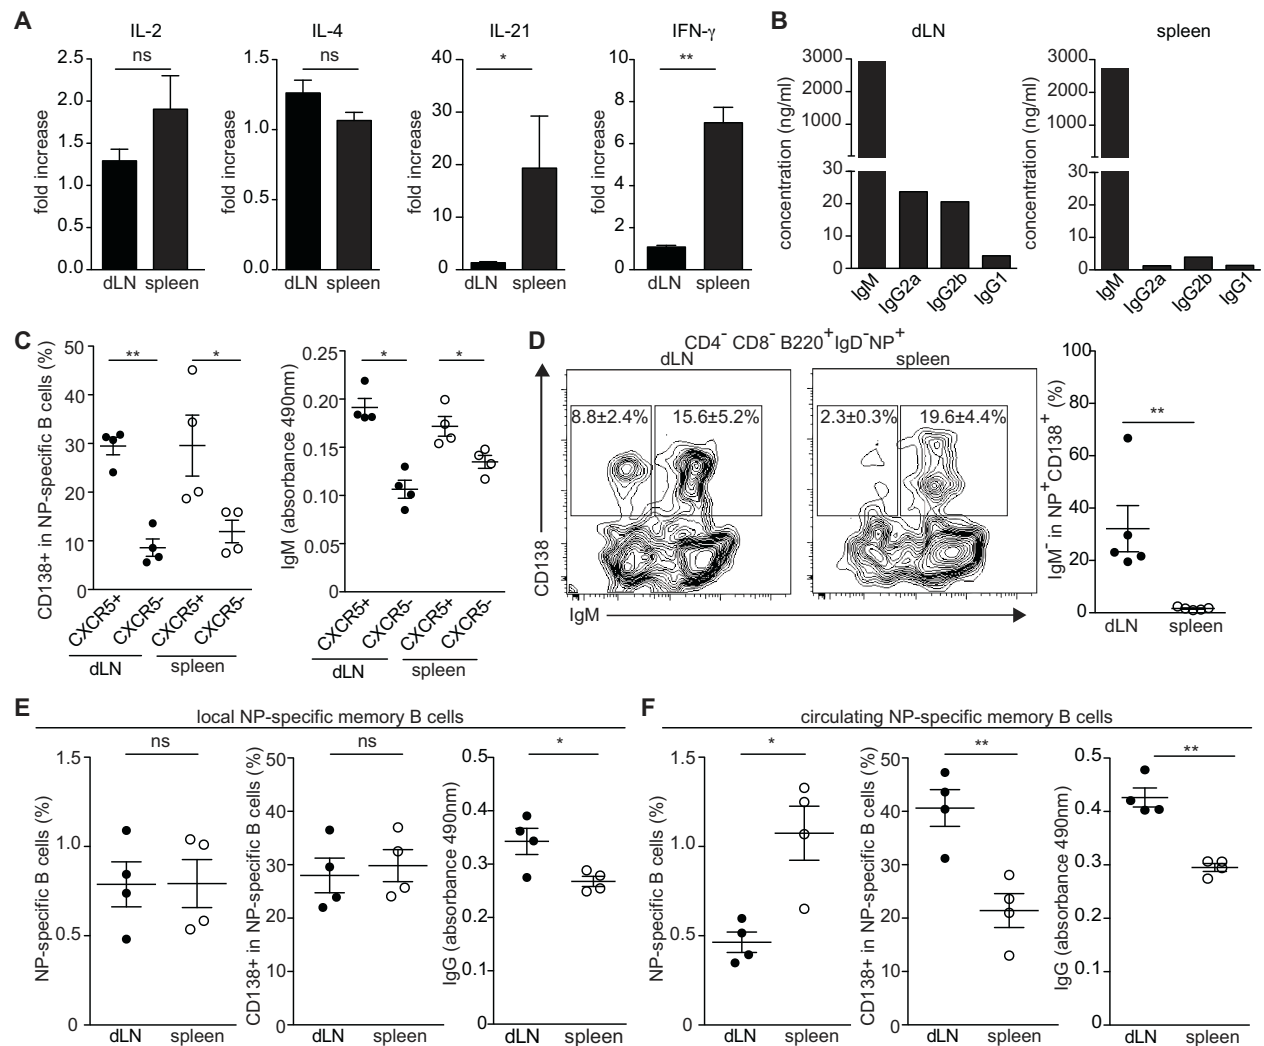 A
IL-2
ns
fold increase
2.5
2.0
1.5
1.0
0.5
0.0
dLN spleen
IL-4
ns
fold increase
1.5
1.0
0.5
0.0
dLN spleen
IL-21
*
fold increase
40
30
20
10
0
dLN spleen
IFN-γ
**
fold increase
10
8
6
4
2
0
dLN spleen
B
dLN
concentration (ng/ml)
3000
2000
1000
30
20
10
0
IgM
IgG2a
IgG2b
IgG1
spleen
concentration (ng/ml)
3000
2000
1000
30
20
10
0
IgM
IgG2a
IgG2b
IgG1
C
CD138+ in NP-specific B cells (%)
50
40
30
20
10
0
**
*
CXCR5+
CXCR5-
CXCR5+
CXCR5-
dLN
spleen
IgM (absorbance 490nm)
0.25
0.20
0.15
0.10
0.05
0
*
*
CXCR5+
CXCR5-
CXCR5+
CXCR5-
dLN
spleen
D
CD4- CD8- B220+IgD-NP+
dLN
spleen
8.8±2.4%
15.6±5.2%
2.3±0.3%
19.6±4.4%
CD138
IgM
IgM- in NP+CD138+ (%)
100
80
60
40
20
0
**
dLN
spleen
E
local NP-specific memory B cells
ns
NP-specific B cells (%)
1.5
1.0
0.5
0
dLN spleen
ns
CD138+ in NP-specific B cells (%)
50
40
30
20
10
0
dLN spleen
*
IgG (absorbance 490nm)
0.5
0.4
0.3
0.2
0.1
0
dLN spleen
F
circulating NP-specific memory B cells
*
NP-specific B cells (%)
1.5
1.0
0.5
0
dLN spleen
**
CD138+ in NP-specific B cells (%)
50
40
30
20
10
0
dLN spleen
**
IgG (absorbance 490nm)
0.5
0.4
0.3
0.2
0.1
0
dLN spleen